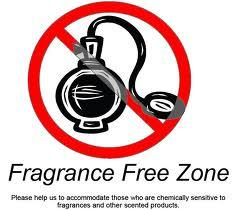 Fragrance Free Zone
Please help us to accommodate those who are chemically sensitive to
fragrances and other scented products.